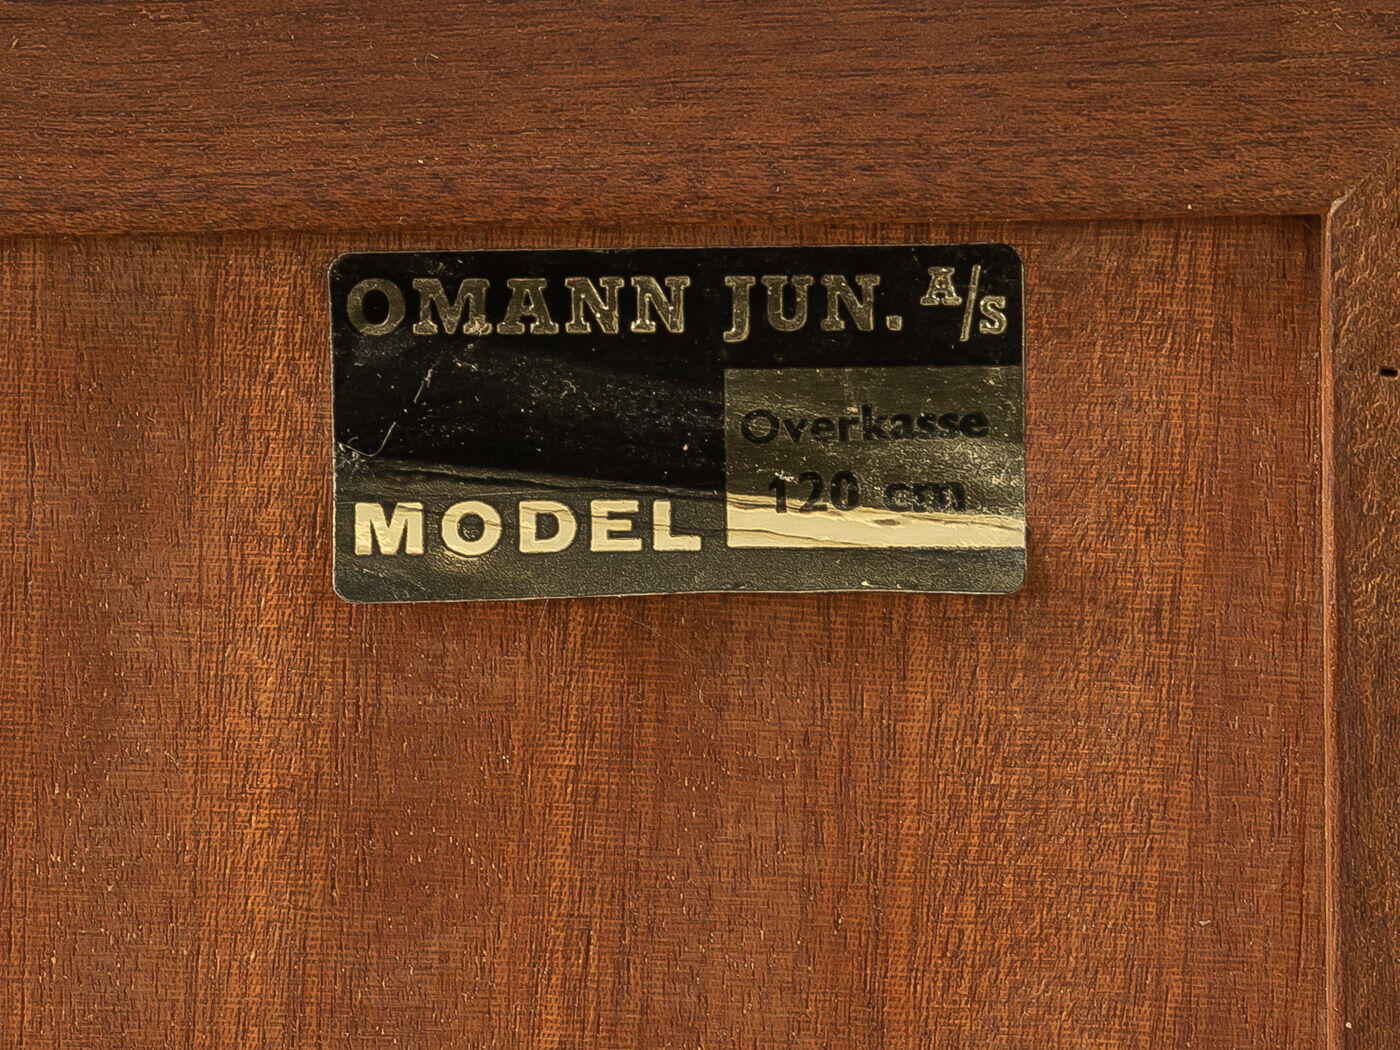 OMANN JUN. A/S
Overkasse
120 cm
MODEL